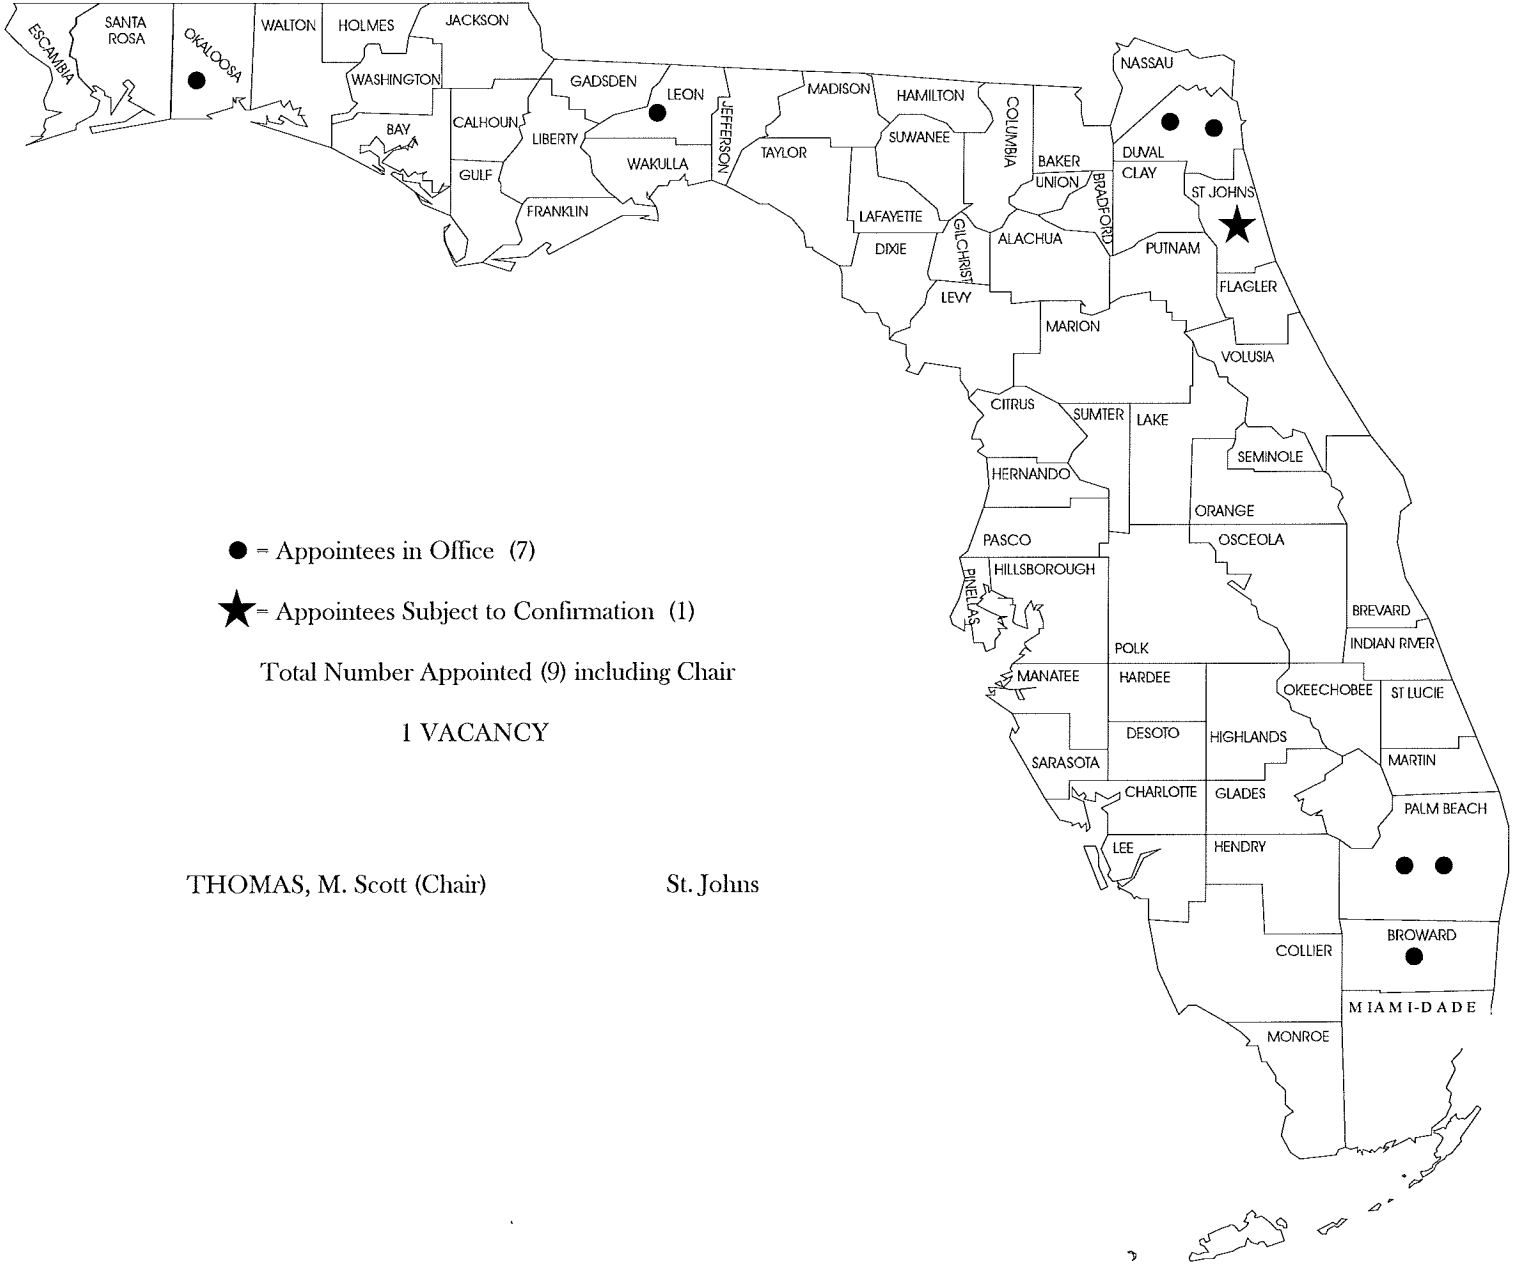 ESCAMBIA
SANTA
ROSA
OKALOOSA
WALTON
HOLMES
JACKSON
WASHINGTON
BAY
CALHOUN
GULF
LIBERTY
GADSDEN
LEON
JEFFERSON
WAKULLA
FRANKLIN
MADISON
TAYLOR
HAMILTON
SUWANEE
LAFAYETTE
DIXIE
COLUMBIA
GILCHRIST
BAKER
UNION
BRADFORD
NASSAU
DUVAL
CLAY
ST JOHNS
ALACHUA
PUTNAM
FLAGLER
LEVY
MARION
VOLUSIA
CITRUS
SUMTER
LAKE
SEMINOLE
HERNANDO
ORANGE
PASCO
OSCEOLA
PINELLAS
HILLSBOROUGH
POLK
BREVARD
INDIAN RIVER
MANATEE
HARDEE
OKEECHOBEE
ST LUCIE
DESOTO
HIGHLANDS
SARASOTA
MARTIN
CHARLOTTE
GLADES
PALM BEACH
LEE
HENDRY
BROWARD
COLLIER
MIAMI-DADE
MONROE
= Appointees in Office (7)
= Appointees Subject to Confirmation (1)
Total Number Appointed (9) including Chair
1 VACANCY
THOMAS, M. Scott (Chair) St. Johns